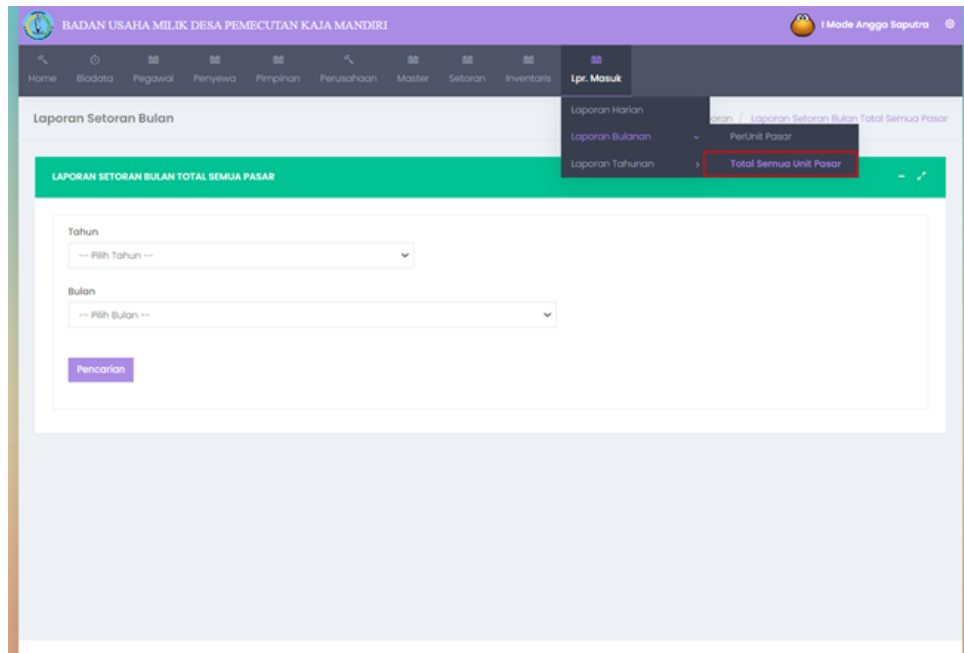 BADAN USAHA MILIK DESA PEMECUTAN KAJA MANDIRI
I Made Angga Saputra
Home Biodata Pegawai Penyewa Pimpinan Perusahaan Master Setoran Inventaris Lpr. Masuk
Laporan Setoran Bulan
oran / Laporan Setoran Bulan Total Semua Pasar
Laporan Harian
Laporan Bulanan
PerUnit Pasar
Laporan Tahunan
Total Semua Unit Pasar
LAPORAN SETORAN BULAN TOTAL SEMUA PASAR
Tahun
-- Pilih Tahun --
Bulan
-- Pilih Bulan --
Pencarian